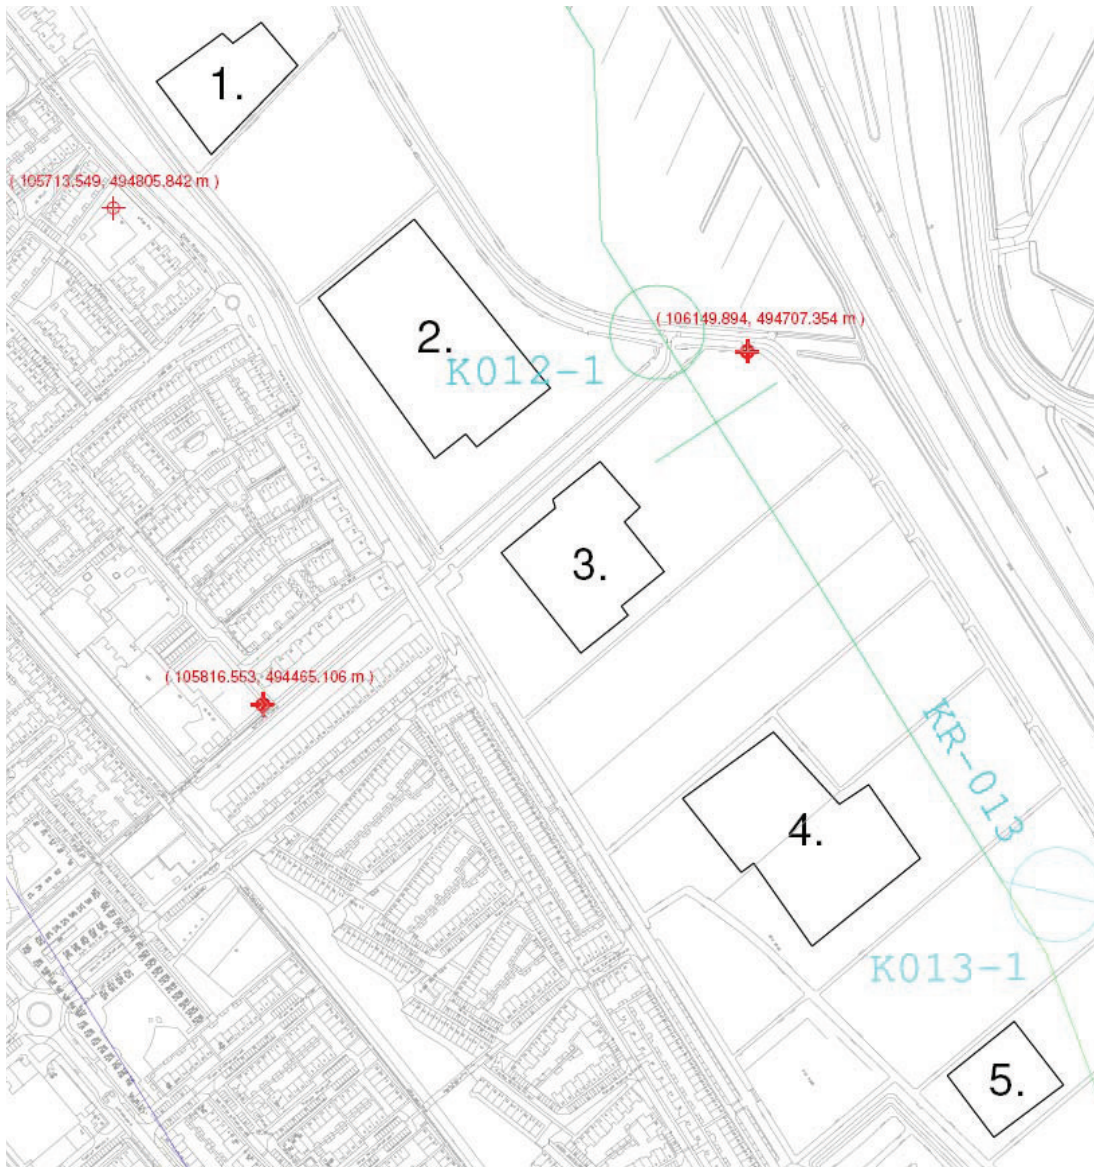 1.
( 105713.549, 494805.842 m )
2.
( 106149.894, 494707.354 m )
K012-1
3.
( 105816.553, 494465.106 m )
KR-013
4.
K013-1
5.